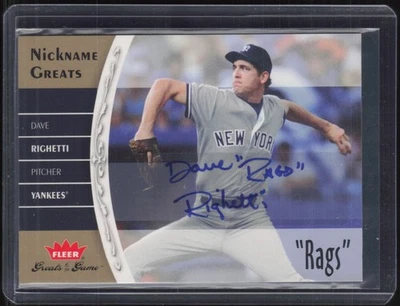 Nickname
Greats
DAVE
RIGHETTI
PITCHER
YANKEES®
NEW YORK
Dave "Rags"
Righetti
"Rags"
FLEER
Greats of the Game